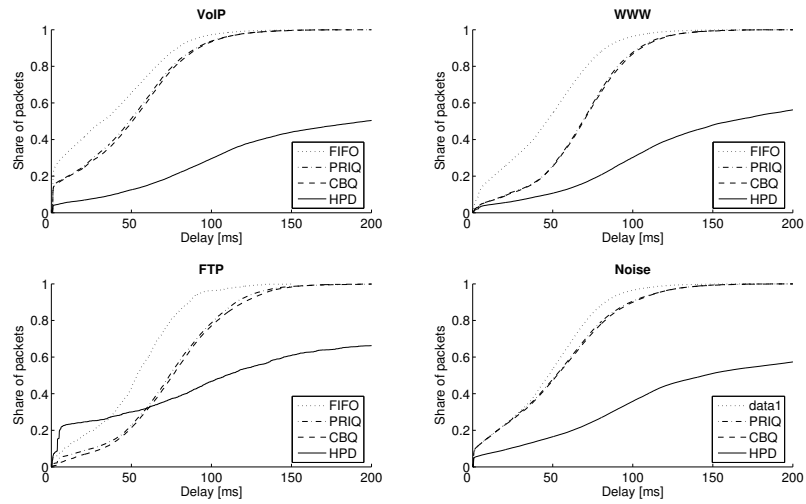 VoIP
1
0.8
0.6
0.4
0.2
0
Share of packets
FIFO
PRIQ
CBQ
HPD
0 50 100 150 200
Delay [ms]
WWW
1
0.8
0.6
0.4
0.2
0
Share of packets
FIFO
PRIQ
CBQ
HPD
0 50 100 150 200
Delay [ms]
FTP
1
0.8
0.6
0.4
0.2
0
Share of packets
FIFO
PRIQ
CBQ
HPD
0 50 100 150 200
Delay [ms]
Noise
1
0.8
0.6
0.4
0.2
0
Share of packets
data1
PRIQ
CBQ
HPD
0 50 100 150 200
Delay [ms]